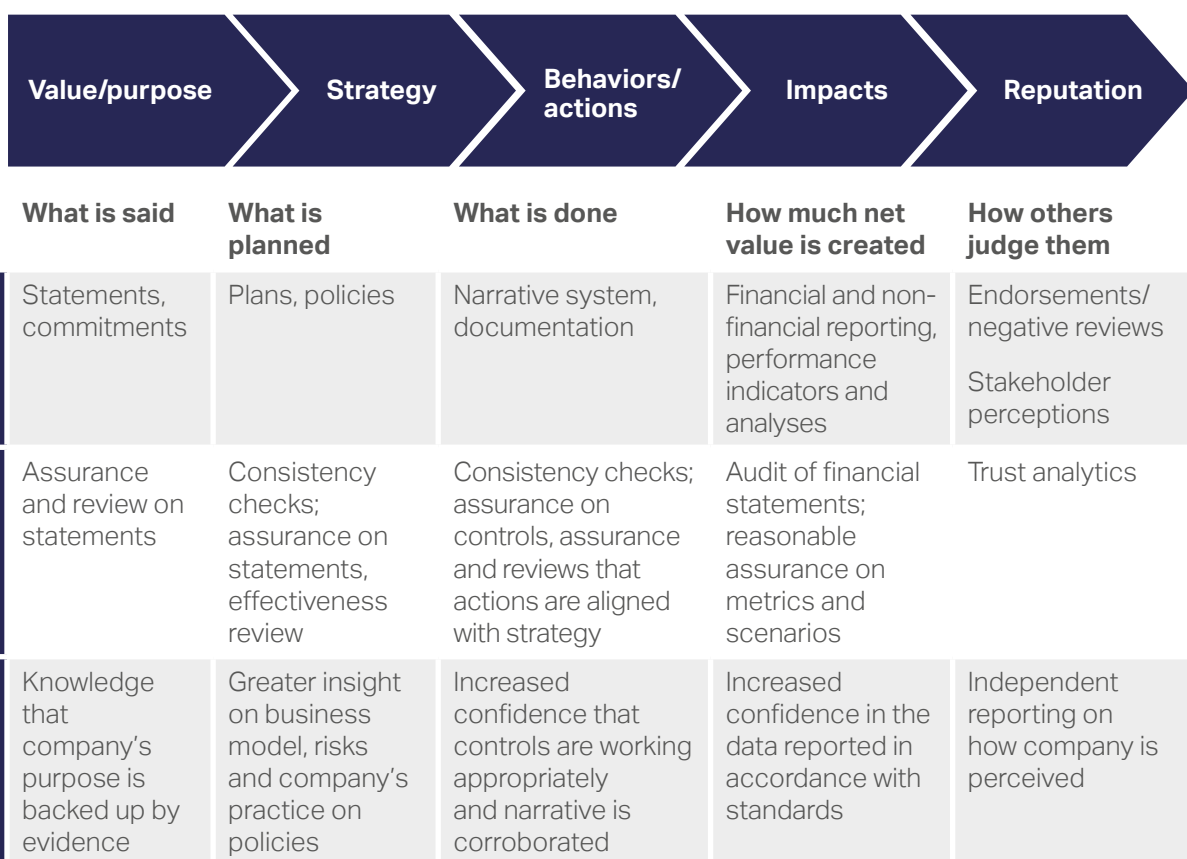 Value/purpose
Strategy
Behaviors/
actions
Impacts
Reputation
What is said
What is
planned
What is done
How much net
value is created
How others
judge them
Statements,
commitments
Plans, policies
Narrative system,
documentation
Financial and non-
financial reporting,
performance
indicators and
analyses
Endorsements/
negative reviews
Stakeholder
perceptions
Assurance
and review on
statements
Consistency
checks;
assurance on
statements,
effectiveness
review
Consistency checks;
assurance on
controls, assurance
and reviews that
actions are aligned
with strategy
Audit of financial
statements;
reasonable
assurance on
metrics and
scenarios
Trust analytics
Knowledge
that
company’s
purpose is
backed up by
evidence
Greater insight
on business
model, risks
and company’s
practice on
policies
Increased
confidence that
controls are working
appropriately
and narrative is
corroborated
Increased
confidence in the
data reported in
accordance with
standards
Independent
reporting on
how company is
perceived